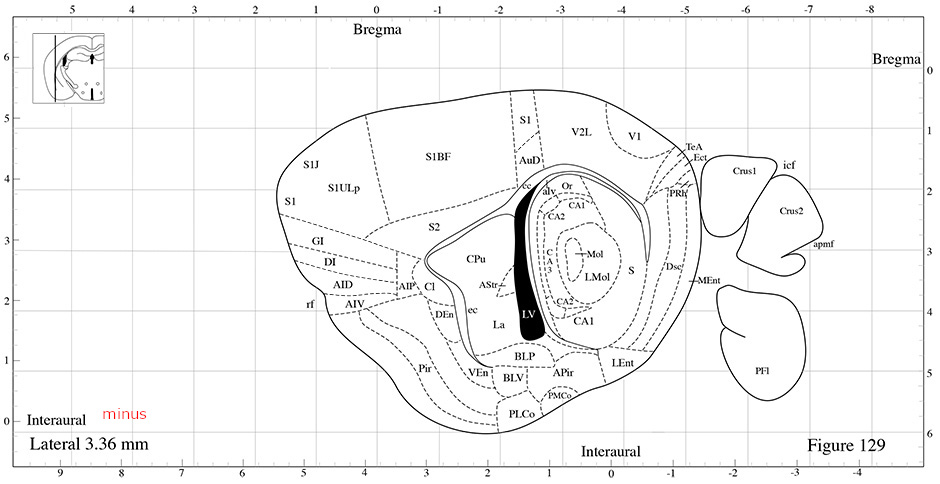 5 4 3 2 1 0 -1 -2 -3 -4 -5 -6 -7 -8
Bregma
Bregma
6
0
5
S1 V2L V1
1
TeA
S1BF AuD Ect
S1J Crus1 icf
4
cc alv Or PRh
2
S1ULp CA1
S1 CA2 Crus2
S2
3
GI apmf
3
CPu C A 3 Mol
DI LMol S Dsc
AID AIP Cl AStr MEnt
2
rf AIV CA2
DEn ec LV CA1
4
La
1
BLP
Pir VEn BLV APir LEnt PFl
5
PMCo
PLCo
0
Interaural minus
6
Lateral 3.36 mm
Interaural
Figure 129
9 8 7 6 5 4 3 2 1 0 -1 -2 -3 -4